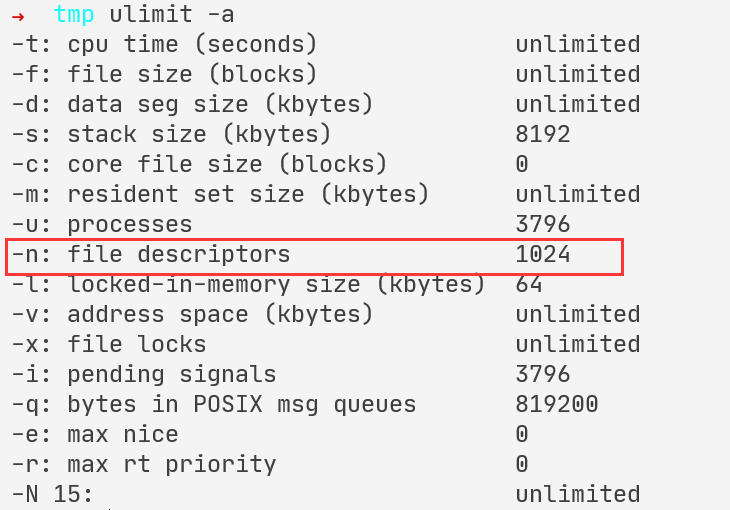 → tmp ulimit -a
-t: cpu time (seconds) unlimited
-f: file size (blocks) unlimited
-d: data seg size (kbytes) unlimited
-s: stack size (kbytes) 8192
-c: core file size (blocks) 0
-m: resident set size (kbytes) unlimited
-u: processes 3796
-n: file descriptors 1024
-l: locked-in-memory size (kbytes) 64
-v: address space (kbytes) unlimited
-x: file locks unlimited
-i: pending signals 3796
-q: bytes in POSIX msg queues 819200
-e: max nice 0
-r: max rt priority 0
-N 15: unlimited